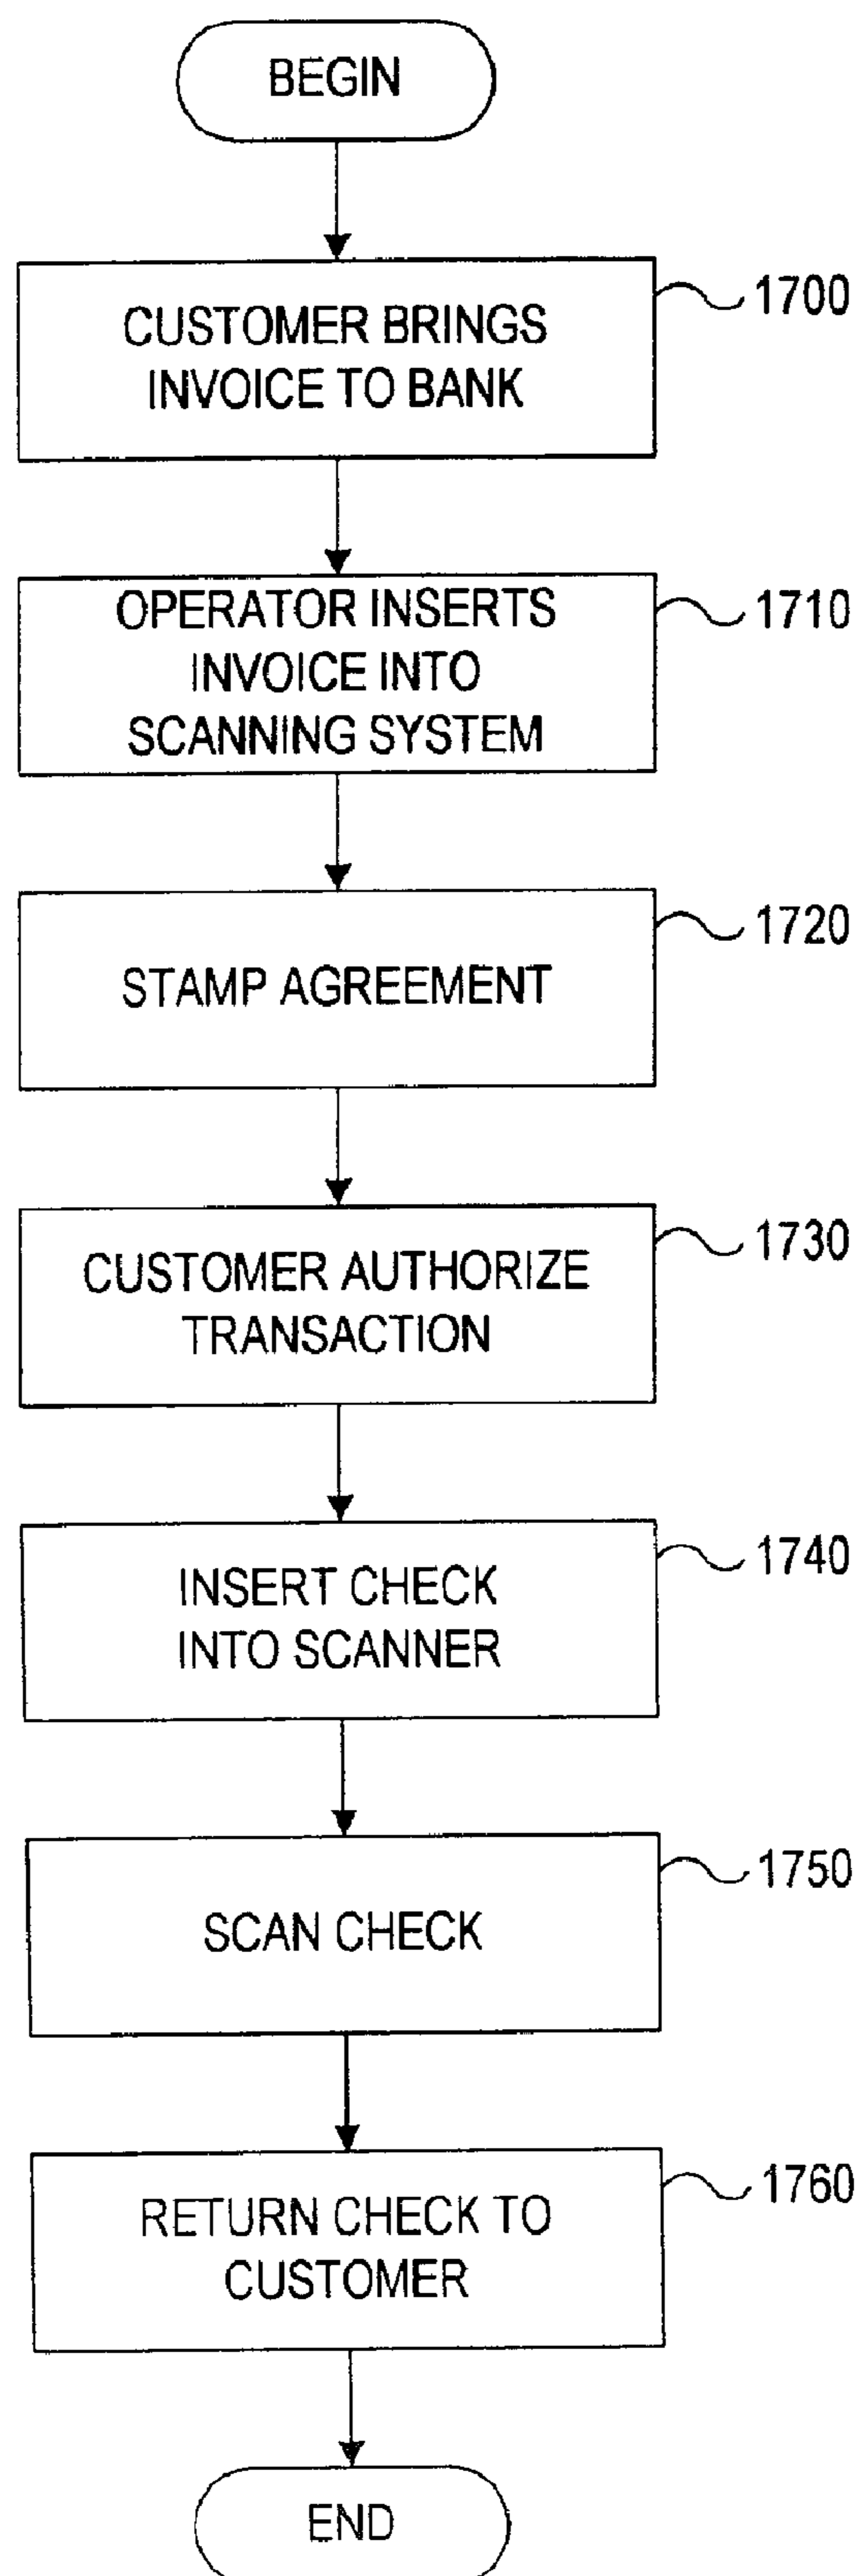 BEGIN
CUSTOMER BRINGS
INVOICE TO BANK
1700
OPERATOR INSERTS
INVOICE INTO
SCANNING SYSTEM
1710
STAMP AGREEMENT
1720
CUSTOMER AUTHORIZE
TRANSACTION
1730
INSERT CHECK
INTO SCANNER
1740
SCAN CHECK
1750
RETURN CHECK TO
CUSTOMER
1760
END